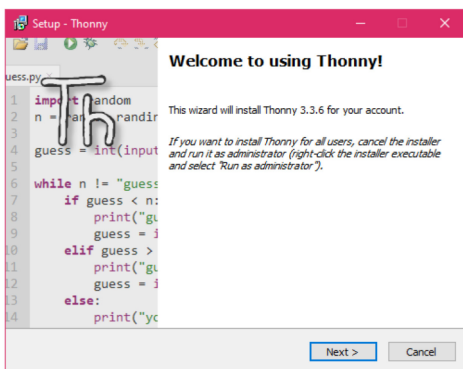 Setup - Thonny
uess.py ×
Th
Welcome to using Thonny!
This wizard will install Thonny 3.3.6 for your account.
If you want to install Thonny for all users, cancel the installer
and run it as administrator (right-click the installer executable
and select "Run as administrator").
1 import random
2 n = randin
3
4 guess = int(input
5
6 while n != "guess
7 if guess < n:
8 print("gu
9 guess = i
10 elif guess >
11 print("gu
12 guess = i
13 else:
14 print("yo
Next >
Cancel